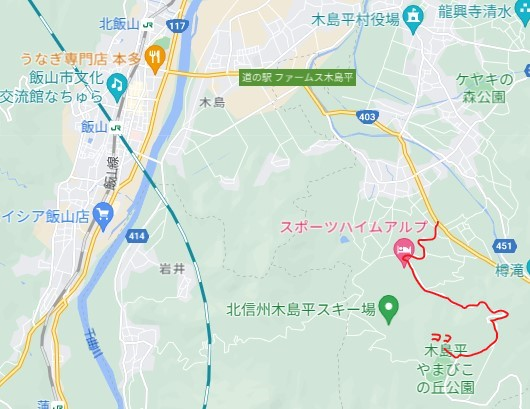 北飯山
117
木島平村役場
龍興寺清水
うなぎ専門店 本多
飯山市文化
交流館なちゅら
道の駅 ファームス木島平
ケヤキの
森公園
木島
403
飯山
飯山線
イシア飯山店
スポーツハイムアルプ
414
451
岩井
樽滝
北信州木島平スキー場
千曲川
ココ
木島平
やまびこ
の丘公園
蓮